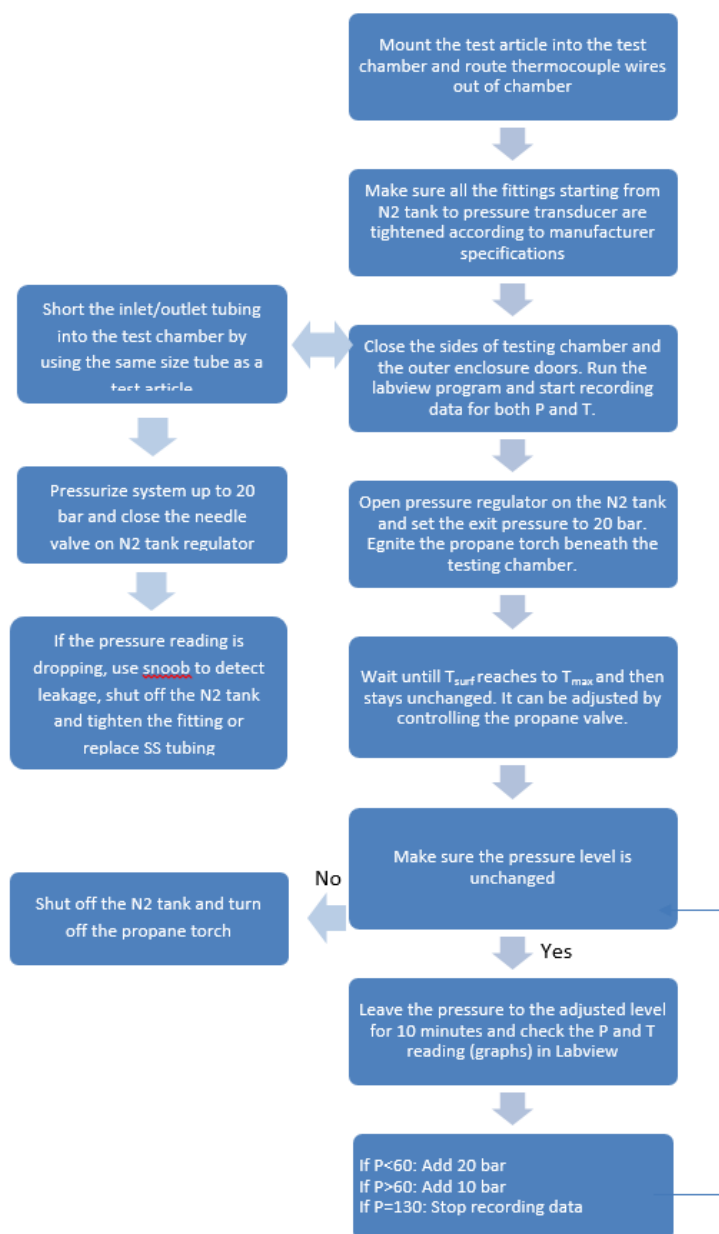 Mount the test article into the test
chamber and route thermocouple wires
out of chamber
Make sure all the fittings starting from
N2 tank to pressure transducer are
tightened according to manufacturer
specifications
Short the inlet/outlet tubing
into the test chamber by
using the same size tube as a
test article
Close the sides of testing chamber and
the outer enclosure doors. Run the
labview program and start recording
data for both P and T.
Pressurize system up to 20
bar and close the needle
valve on N2 tank regulator
Open pressure regulator on the N2 tank
and set the exit pressure to 20 bar.
Egnite the propane torch beneath the
testing chamber.
If the pressure reading is
dropping, use snoob to detect
leakage, shut off the N2 tank
and tighten the fitting or
replace SS tubing
Wait untill Tsurf reaches to Tmax and then
stays unchanged. It can be adjusted by
controlling the propane valve.
Make sure the pressure level is
unchanged
No
Shut off the N2 tank and turn
off the propane torch
Yes
Leave the pressure to the adjusted level
for 10 minutes and check the P and T
reading (graphs) in Labview
If P<60: Add 20 bar
If P>60: Add 10 bar
If P=130: Stop recording data